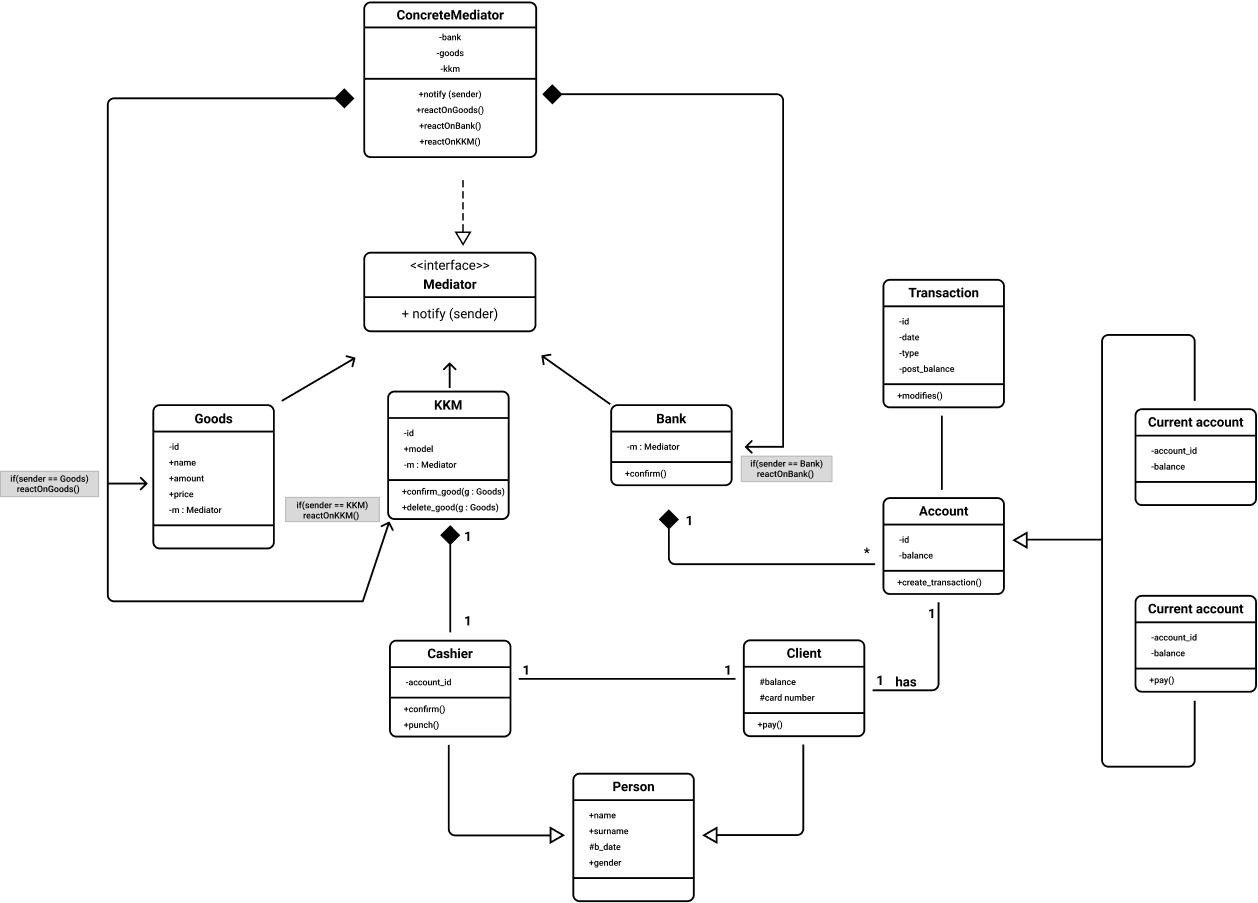 ConcreteMediator
-bank
-goods
-kkm
+notify (sender)
+reactOnGoods()
+reactOnBank()
+reactOnKKM()
<<interface>>
Mediator
+ notify (sender)
Transaction
-id
-date
-type
-post_balance
+modifies()
Goods
-id
+name
+amount
+price
-m : Mediator
if(sender == Goods)
reactOnGoods()
KKM
-id
+model
-m : Mediator
+confirm_good(g : Goods)
+delete_good(g : Goods)
if(sender == KKM)
reactOnKKM()
Bank
-m : Mediator
+confirm()
if(sender == Bank)
reactOnBank()
Current account
-account_id
-balance
1
1
*
Account
-id
-balance
+create_transaction()
1
1
Current account
-account_id
-balance
+pay()
Cashier
-account_id
+confirm()
+punch()
1
1
Client
#balance
#card number
+pay()
1 has
Person
+name
+surname
#b_date
+gender